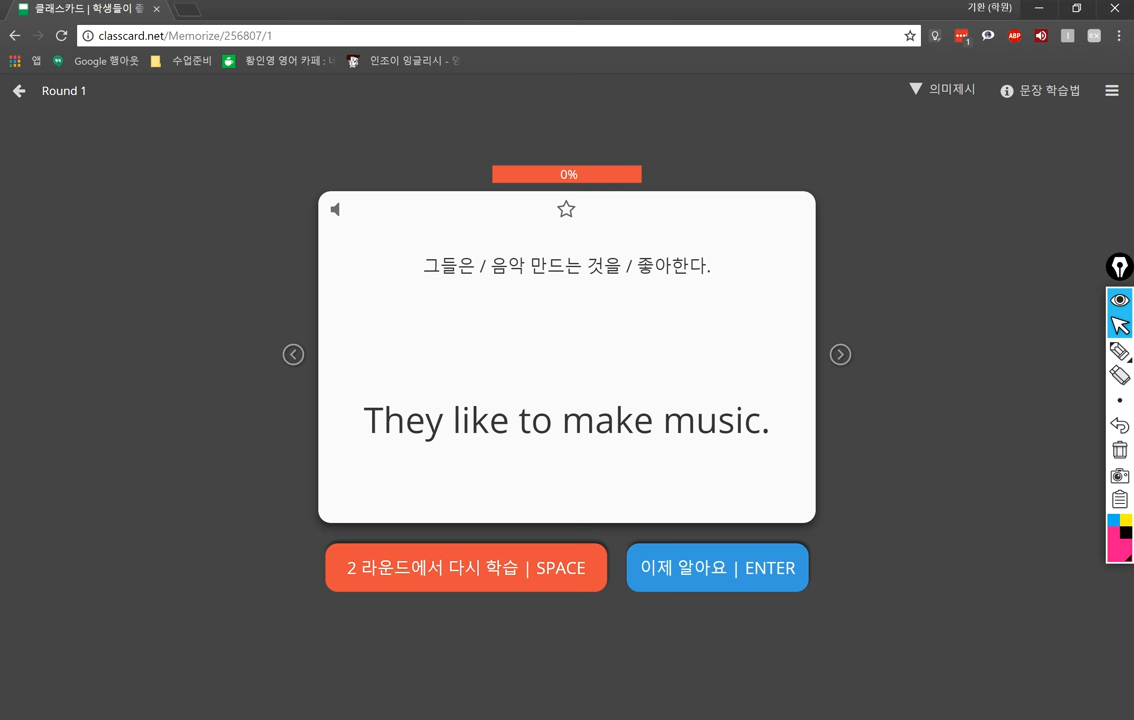 클래스카드 | 학생들이
기환 (학원)
classcard.net/Memorize/256807/1
1
ABP
앱
Google 행아웃
수업준비
황인영 영어 카페 : 네
인조이 잉글리시 -
Round 1
의미제시
문장 학습법
0%
그들은 / 음악 만드는 것을 / 좋아한다.
They like to make music.
2 라운드에서 다시 학습 | SPACE
이제 알아요 | ENTER